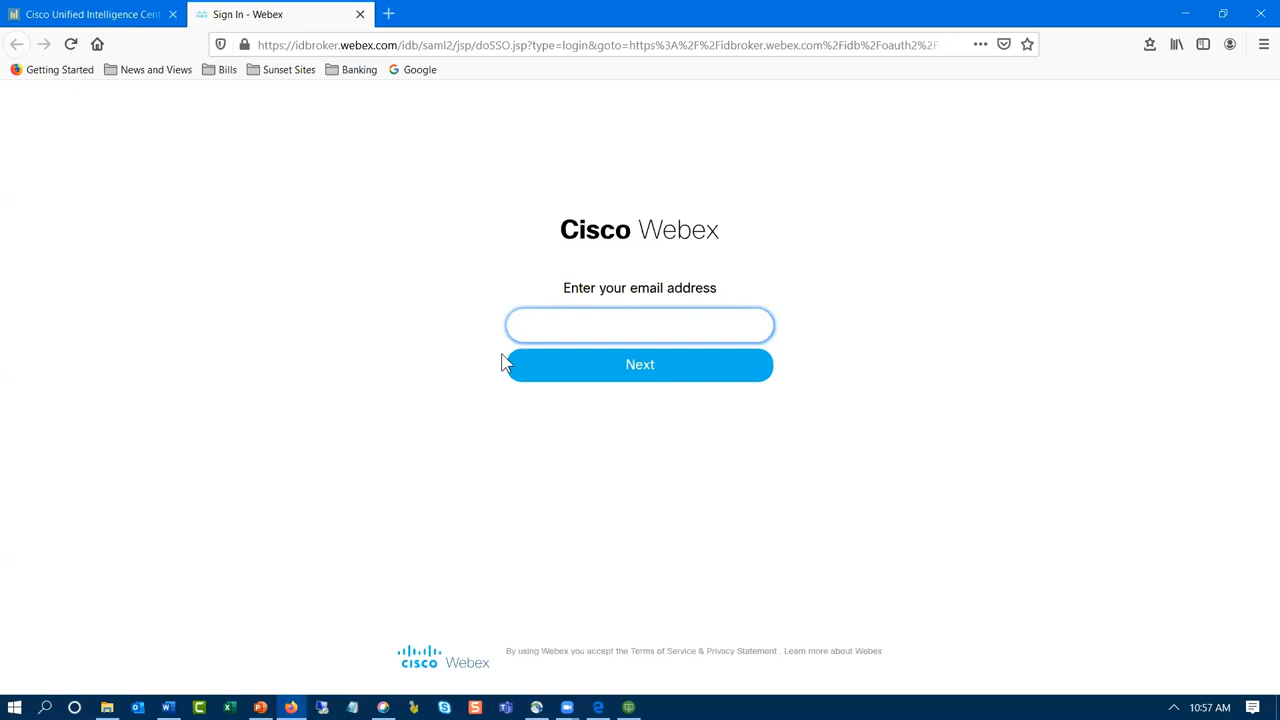 Cisco Unified Intelligence Cent
Sign In - Webex
https://idbroker.webex.com/idb/saml2/jsp/doSSO.jsp?type=login&goto=https%3A%2F%2Fidbroker.webex.com%2Fidb%2Foauth2%2F
Getting Started
News and Views
Bills
Sunset Sites
Banking
Google
Cisco Webex
Enter your email address
Next
cisco Webex
By using Webex you accept the Terms of Service & Privacy Statement . Learn more about Webex
10:57 AM